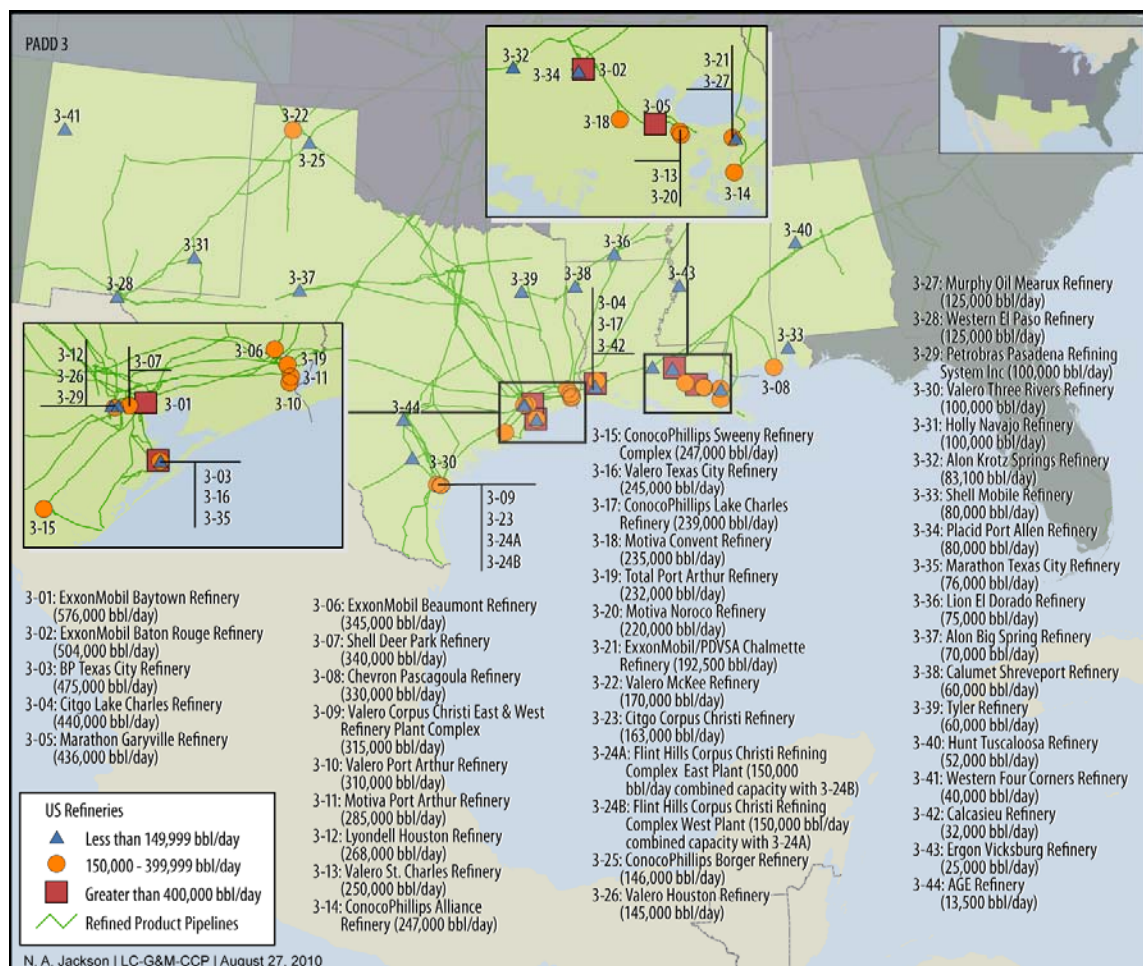 PADD 3
3-41
3-22
3-25
3-31
3-28
3-37
3-32
3-34
3-02
3-21
3-27
3-18
3-05
3-13
3-20
3-14
3-40
3-36
3-39
3-38
3-43
3-04
3-17
3-42
3-33
3-08
3-12
3-26
3-29
3-07
3-01
3-06
3-19
3-11
3-10
3-03
3-16
3-35
3-15
3-44
3-30
3-09
3-23
3-24A
3-24B
3-01: ExxonMobil Baytown Refinery
(576,000 bbl/day)
3-02: ExxonMobil Baton Rouge Refinery
(504,000 bbl/day)
3-03: BP Texas City Refinery
(475,000 bbl/day)
3-04: Citgo Lake Charles Refinery
(440,000 bbl/day)
3-05: Marathon Garyville Refinery
(436,000 bbl/day)
3-06: ExxonMobil Beaumont Refinery
(345,000 bbl/day)
3-07: Shell Deer Park Refinery
(340,000 bbl/day)
3-08: Chevron Pascagoula Refinery
(330,000 bbl/day)
3-09: Valero Corpus Christi East & West
Refinery Plant Complex
(315,000 bbl/day)
3-10: Valero Port Arthur Refinery
(310,000 bbl/day)
3-11: Motiva Port Arthur Refinery
(285,000 bbl/day)
3-12: Lyondell Houston Refinery
(268,000 bbl/day)
3-13: Valero St. Charles Refinery
(250,000 bbl/day)
3-14: ConocoPhillips Alliance
Refinery (247,000 bbl/day)
3-15: ConocoPhillips Sweeny Refinery
Complex (247,000 bbl/day)
3-16: Valero Texas City Refinery
(245,000 bbl/day)
3-17: ConocoPhillips Lake Charles
Refinery (239,000 bbl/day)
3-18: Motiva Convent Refinery
(235,000 bbl/day)
3-19: Total Port Arthur Refinery
(232,000 bbl/day)
3-20: Motiva Noroco Refinery
(220,000 bbl/day)
3-21: ExxonMobil/PDVSA Chalmette
Refinery (192,500 bbl/day)
3-22: Valero McKee Refinery
(170,000 bbl/day)
3-23: Citgo Corpus Christi Refinery
(163,000 bbl/day)
3-24A: Flint Hills Corpus Christi Refining
Complex East Plant (150,000
bbl/day combined capacity with 3-24B)
3-24B: Flint Hills Corpus Christi Refining
Complex West Plant (150,000 bbl/day
combined capacity with 3-24A)
3-25: ConocoPhillips Borger Refinery
(146,000 bbl/day)
3-26: Valero Houston Refinery
(145,000 bbl/day)
3-27: Murphy Oil Mearux Refinery
(125,000 bbl/day)
3-28: Western El Paso Refinery
(125,000 bbl/day)
3-29: Petrobras Pasadena Refining
System Inc (100,000 bbl/day)
3-30: Valero Three Rivers Refinery
(100,000 bbl/day)
3-31: Holly Navajo Refinery
(100,000 bbl/day)
3-32: Alon Krotz Springs Refinery
(83,100 bbl/day)
3-33: Shell Mobile Refinery
(80,000 bbl/day)
3-34: Placid Port Allen Refinery
(80,000 bbl/day)
3-35: Marathon Texas City Refinery
(76,000 bbl/day)
3-36: Lion El Dorado Refinery
(75,000 bbl/day)
3-37: Alon Big Spring Refinery
(70,000 bbl/day)
3-38: Calumet Shreveport Refinery
(60,000 bbl/day)
3-39: Tyler Refinery
(60,000 bbl/day)
3-40: Hunt Tuscaloosa Refinery
(52,000 bbl/day)
3-41: Western Four Corners Refinery
(40,000 bbl/day)
3-42: Calcasieu Refinery
(32,000 bbl/day)
3-43: Ergon Vicksburg Refinery
(25,000 bbl/day)
3-44: AGE Refinery
(13,500 bbl/day)
US Refineries
Less than 149,999 bbl/day
150,000 - 399,999 bbl/day
Greater than 400,000 bbl/day
Refined Product Pipelines
N. A. Jackson | LC-G&M-CCP | August 27, 2010